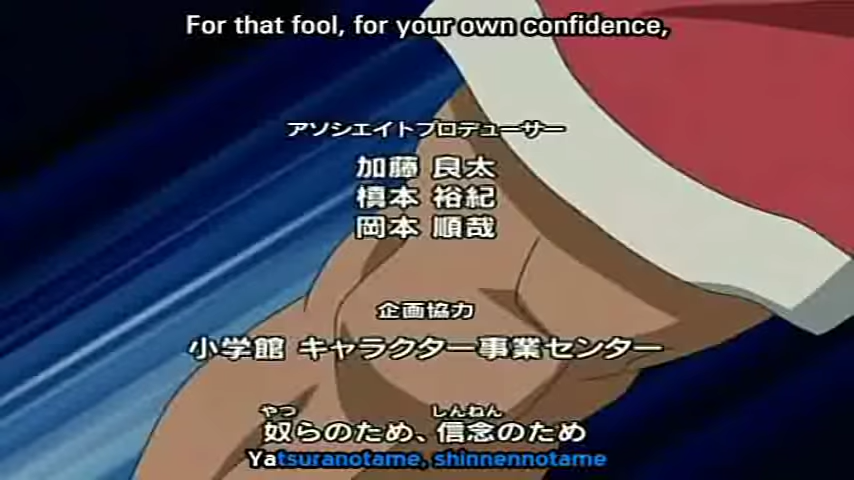 For that fool, for your own confidence,
アソシエイトプロデューサー
加藤 良太
槙本 裕紀
岡本 順哉
企画協力
小学館 キャラクター事業センター
やつ しんねん
奴らのため、信念のため
Yatsuranotame, shinnennotame